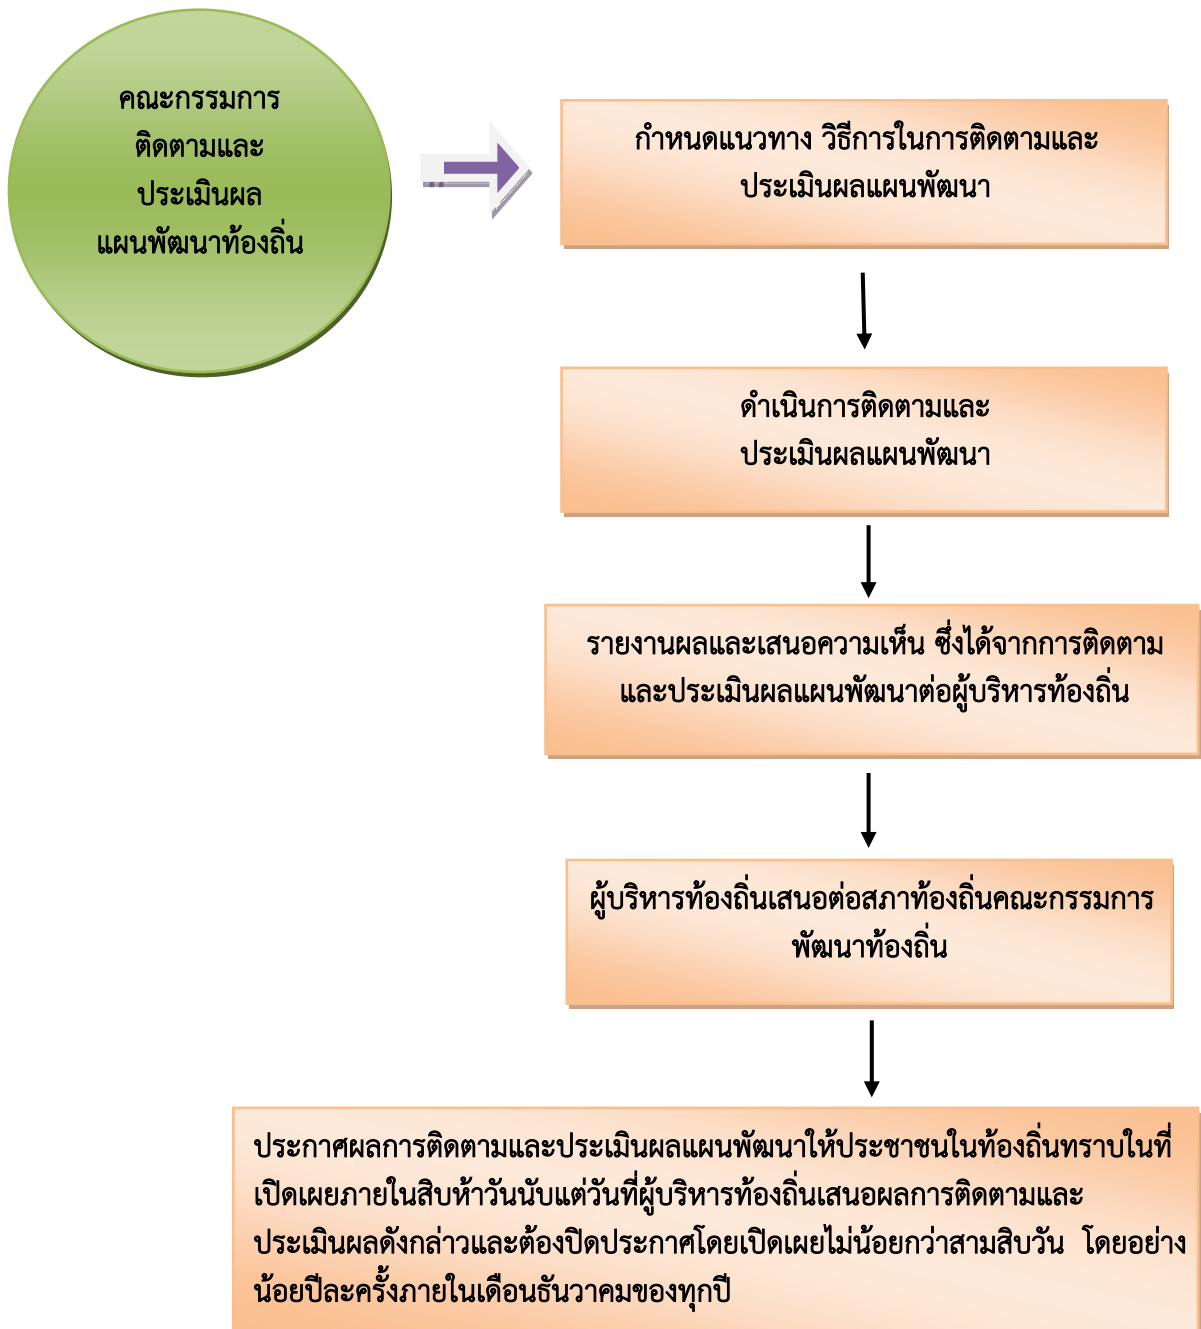 คณะกรรมการ
ติดตามและ
ประเมินผล
แผนพัฒนาท้องถิ่น
กำหนดแนวทาง วิธีการในการติดตามและ
ประเมินผลแผนพัฒนา
ดำเนินการติดตามและ
ประเมินผลแผนพัฒนา
รายงานผลและเสนอความเห็น ซึ่งได้จากการติดตาม
และประเมินผลแผนพัฒนาต่อผู้บริหารท้องถิ่น
ผู้บริหารท้องถิ่นเสนอต่อสภาท้องถิ่นคณะกรรมการ
พัฒนาท้องถิ่น
ประกาศผลการติดตามและประเมินผลแผนพัฒนาให้ประชาชนในท้องถิ่นทราบในที่
เปิดเผยภายในสิบห้าวันนับแต่วันที่ผู้บริหารท้องถิ่นเสนอผลการติดตามและ
ประเมินผลดังกล่าวและต้องปิดประกาศโดยเปิดเผยไม่น้อยกว่าสามสิบวัน โดยอย่าง
น้อยปีละครั้งภายในเดือนธันวาคมของทุกปี